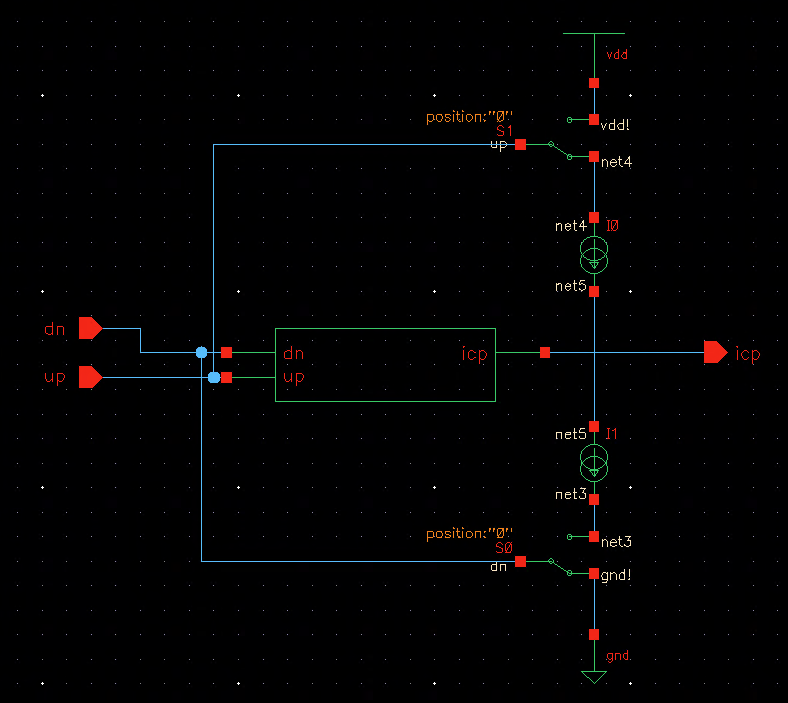 vdd
position:"0"
S1
vdd!
up
net4
net4
I0
net5
dn
dn
icp
icp
up
up
net5
I1
net3
position:"0"
S0
net3
dn
gnd!
gnd